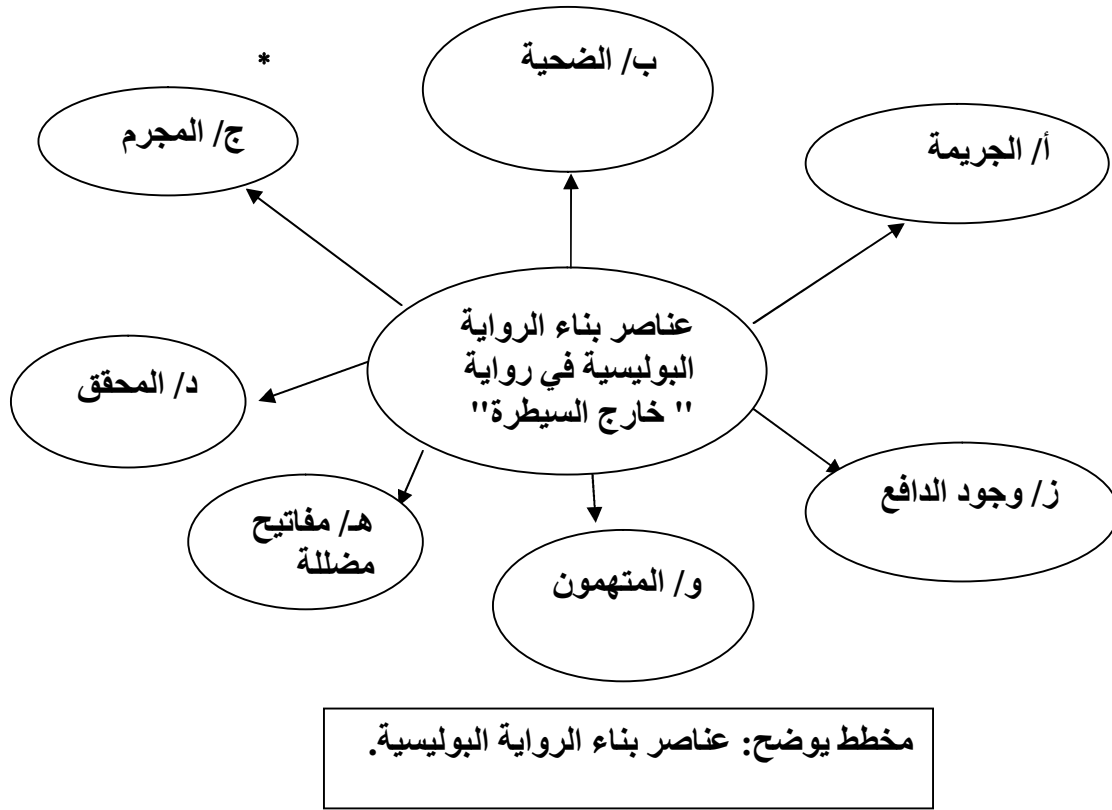 *
ب/ الضحية
ج/ المجرم
أ/ الجريمة
عناصر بناء الرواية
البوليسية في رواية
" خارج السيطرة"
د/ المحقق
ز/ وجود الدافع
هـ/ مفاتيح
مضللة
و/ المتهمون
مخطط يوضح: عناصر بناء الرواية البوليسية.